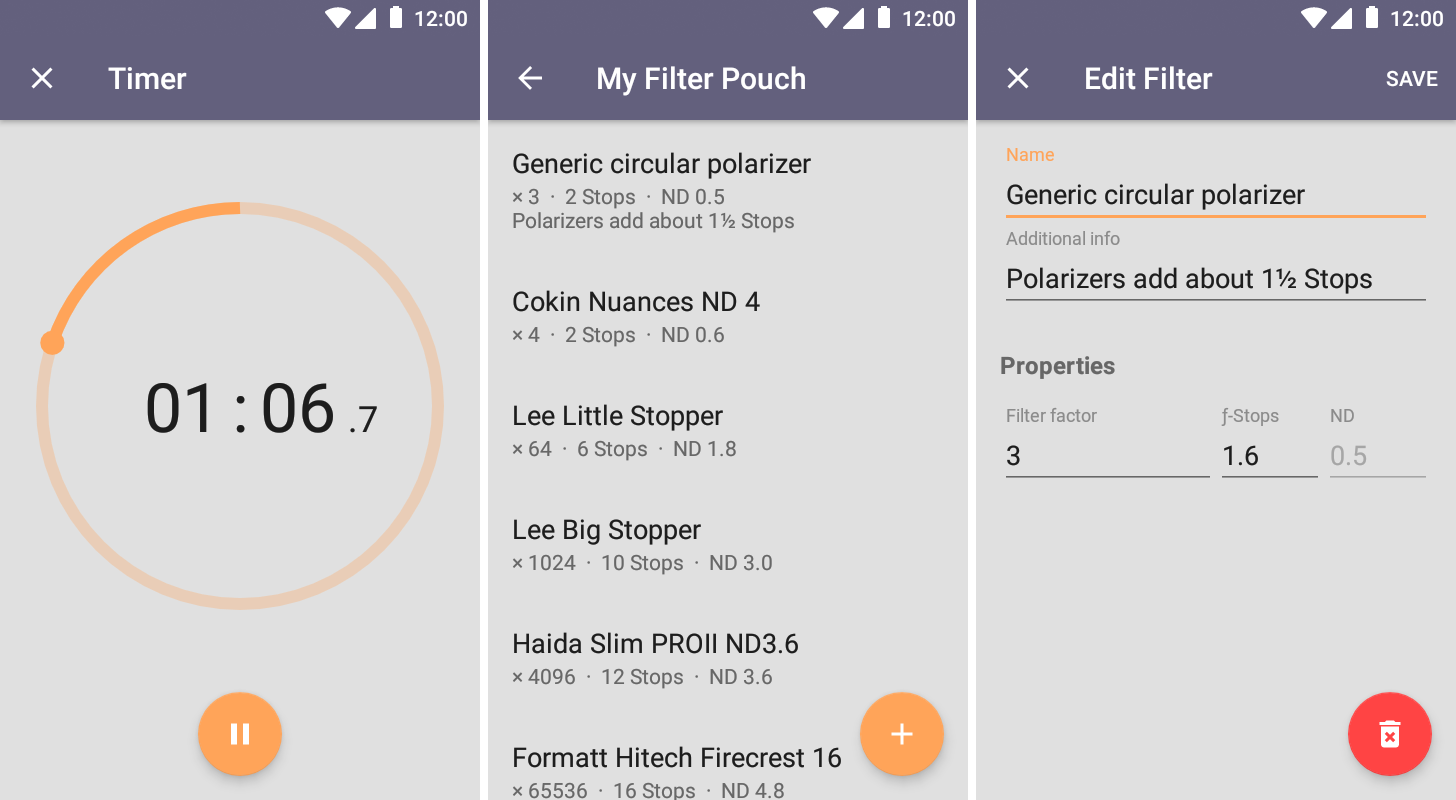 12:00
Timer
01 : 06 .7
12:00
My Filter Pouch
Generic circular polarizer
× 3 · 2 Stops · ND 0.5
Polarizers add about 1½ Stops
Cokin Nuances ND 4
× 4 · 2 Stops · ND 0.6
Lee Little Stopper
× 64 · 6 Stops · ND 1.8
Lee Big Stopper
× 1024 · 10 Stops · ND 3.0
Haida Slim PROII ND3.6
× 4096 · 12 Stops · ND 3.6
Formatt Hitech Firecrest 16
× 65536 · 16 Stops · ND 4.8
12:00
Edit Filter SAVE
Name
Generic circular polarizer
Additional info
Polarizers add about 1½ Stops
Properties
Filter factor ƒ-Stops ND
3 1.6 0.5